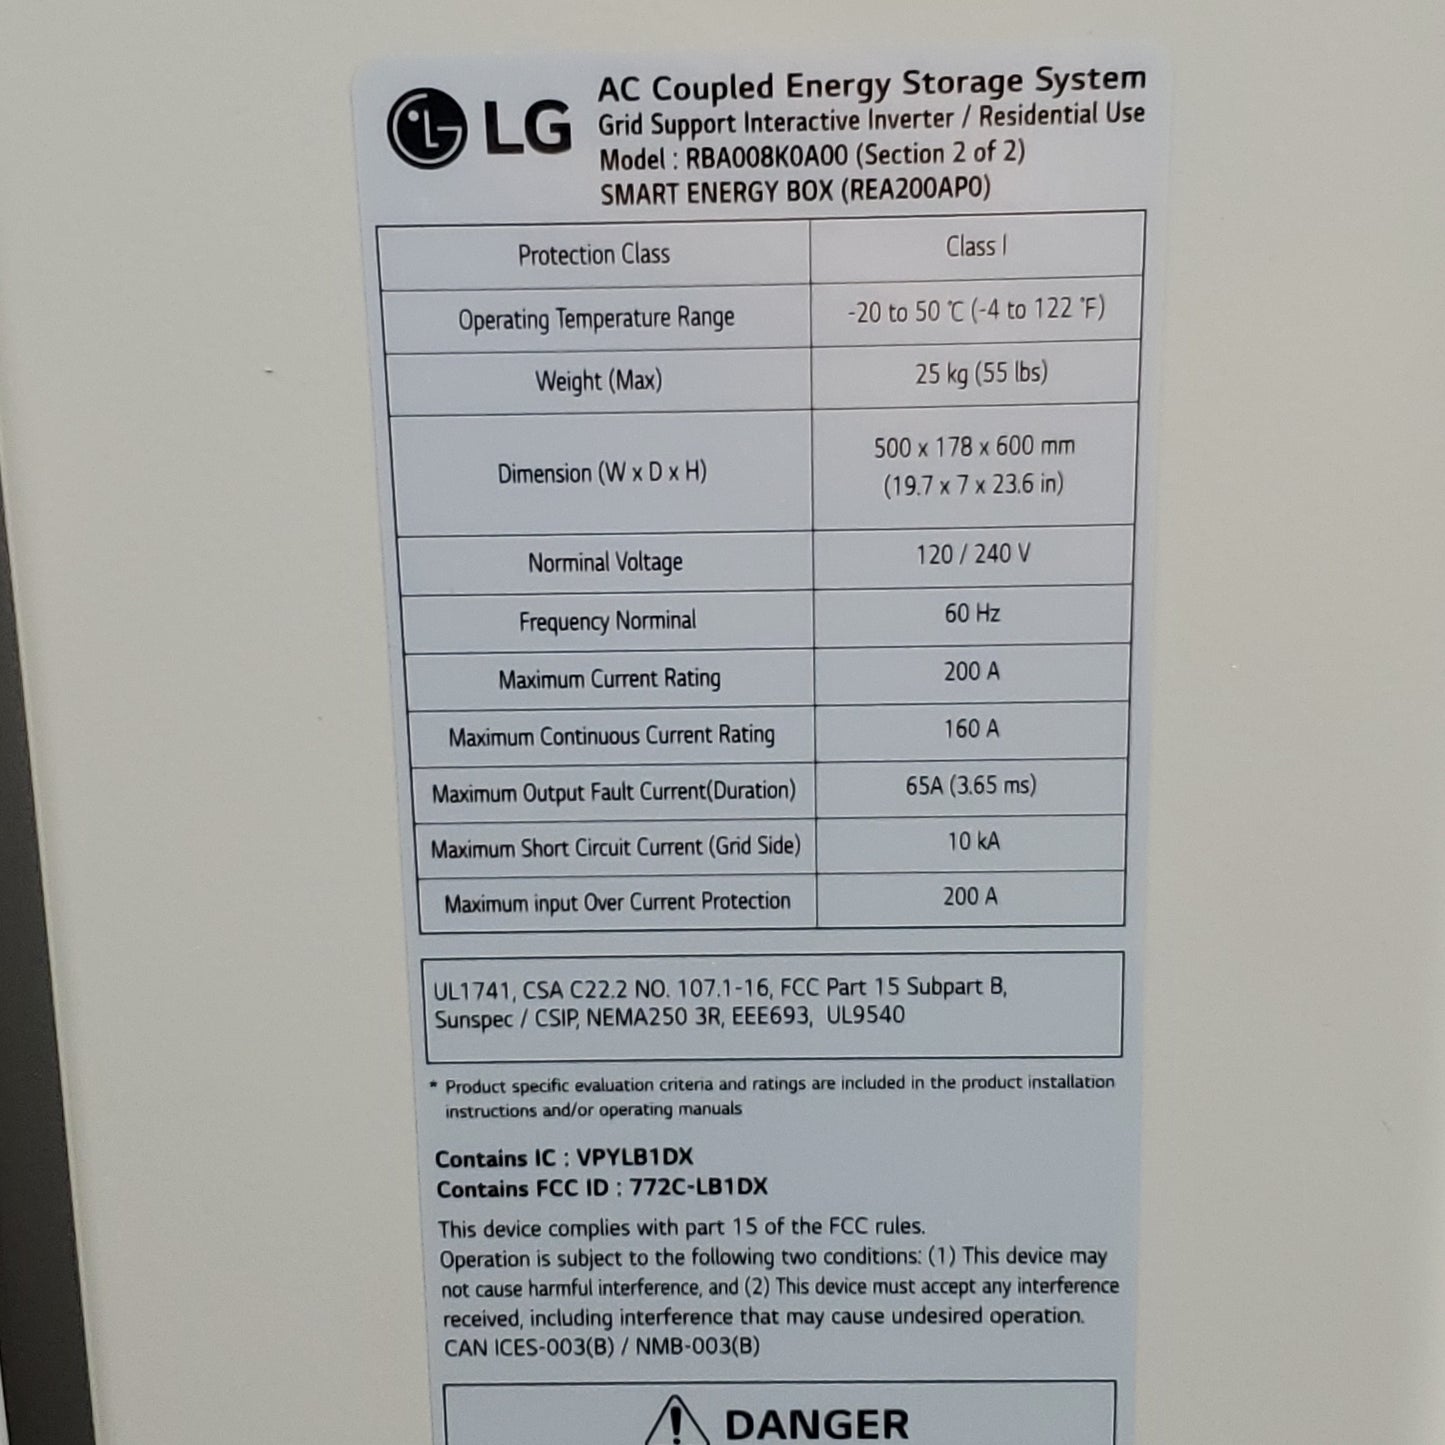 LG
AC Coupled Energy Storage System
Grid Support Interactive Inverter / Residential Use
Model : RBA008K0A00 (Section 2 of 2)
SMART ENERGY BOX (REA200AP0)
Protection Class Class I
Operating Temperature Range -20 to 50 ℃ (-4 to 122 ℉)
Weight (Max) 25 kg (55 lbs)
Dimension (W x D x H) 500 x 178 x 600 mm
(19.7 x 7 x 23.6 in)
Norminal Voltage 120 / 240 V
Frequency Norminal 60 Hz
Maximum Current Rating 200 A
Maximum Continuous Current Rating 160 A
Maximum Output Fault Current(Duration) 65A (3.65 ms)
Maximum Short Circuit Current (Grid Side) 10 kA
Maximum input Over Current Protection 200 A
UL1741, CSA C22.2 NO. 107.1-16, FCC Part 15 Subpart B,
Sunspec / CSIP, NEMA250 3R, EEE693, UL9540
* Product specific evaluation criteria and ratings are included in the product installation
instructions and/or operating manuals
Contains IC : VPYLB1DX
Contains FCC ID : 772C-LB1DX
This device complies with part 15 of the FCC rules.
Operation is subject to the following two conditions: (1) This device may
not cause harmful interference, and (2) This device must accept any interference
received, including interference that may cause undesired operation.
CAN ICES-003(B) / NMB-003(B)
DANGER